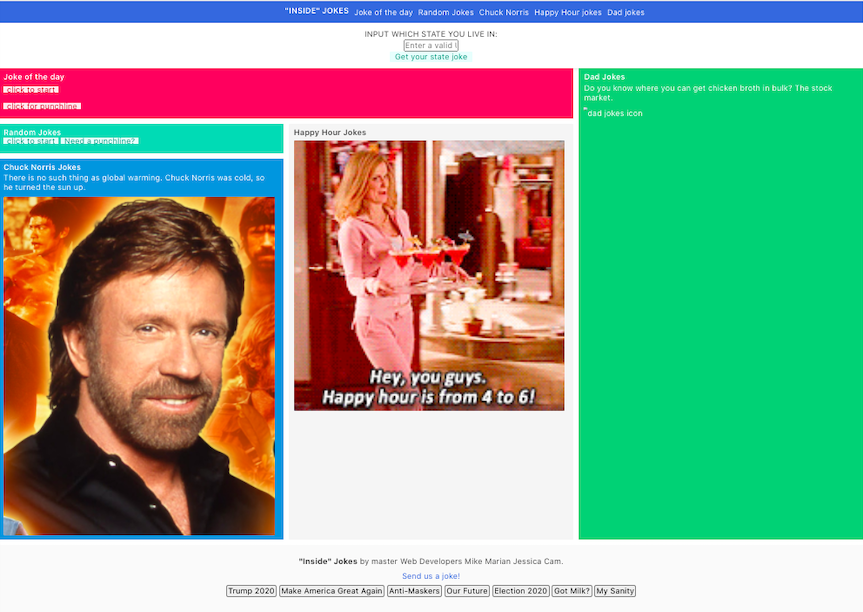 "INSIDE" JOKES Joke of the day Random Jokes Chuck Norris Happy Hour jokes Dad jokes
INPUT WHICH STATE YOU LIVE IN:
Enter a valid
Get your state joke
Joke of the day
click to start
click for punchline
Dad Jokes
Do you know where you can get chicken broth in bulk? The stock
market.
dad jokes icon
Random Jokes
click to start Need a punchline?
Chuck Norris Jokes
There is no such thing as global warming. Chuck Norris was cold, so
he turned the sun up.
Happy Hour Jokes
Hey, you guys.
Happy hour is from 4 to 6!
"Inside" Jokes by master Web Developers Mike Marian Jessica Cam.
Send us a joke!
Trump 2020 Make America Great Again Anti-Maskers Our Future Election 2020 Got Milk? My Sanity